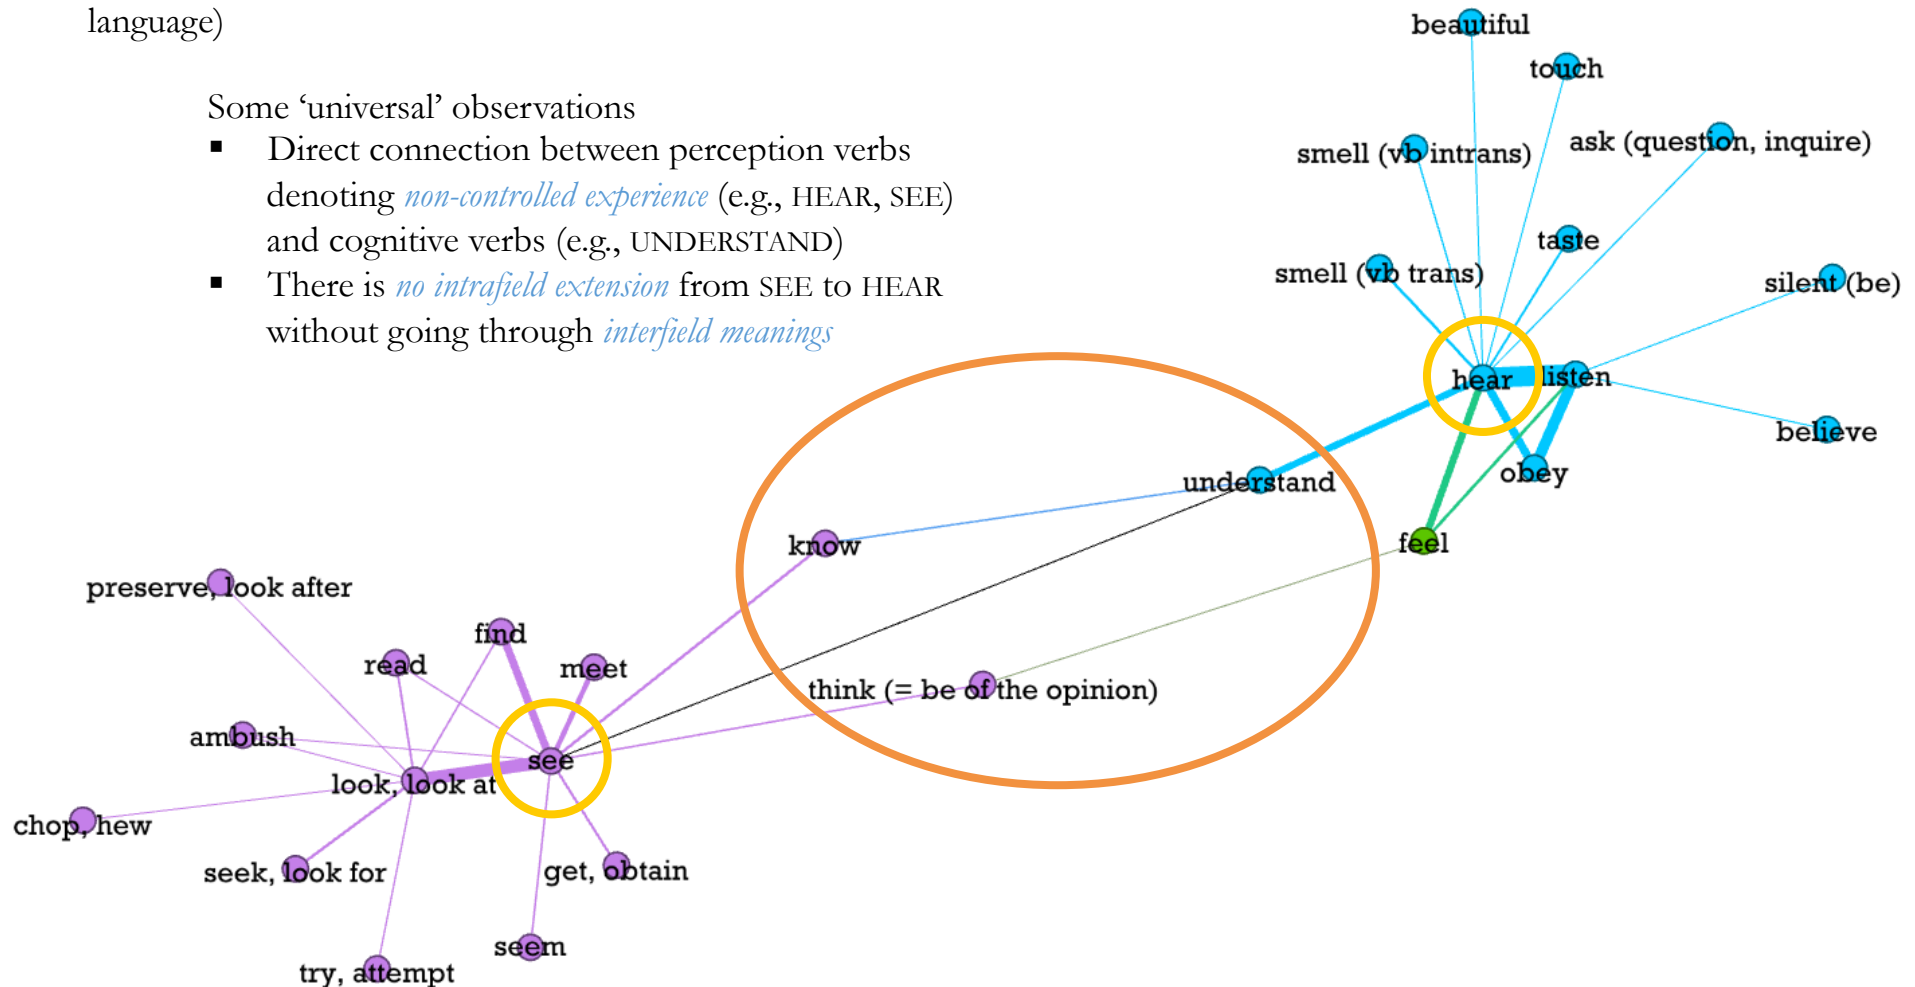 language)
Some ‘universal’ observations
▪ Direct connection between perception verbs
denoting non-controlled experience (e.g., HEAR, SEE)
and cognitive verbs (e.g., UNDERSTAND)
▪ There is no intrafield extension from SEE to HEAR
without going through interfield meanings
beautiful
touch
ask (question, inquire)
smell (vb intrans)
taste
smell (vb trans)
silent (be)
hear
listen
believe
obey
understand
feel
know
preserve, look after
find
read
meet
think (= be of the opinion)
ambush
see
look, look at
chop, hew
seek, look for
get, obtain
seem
try, attempt